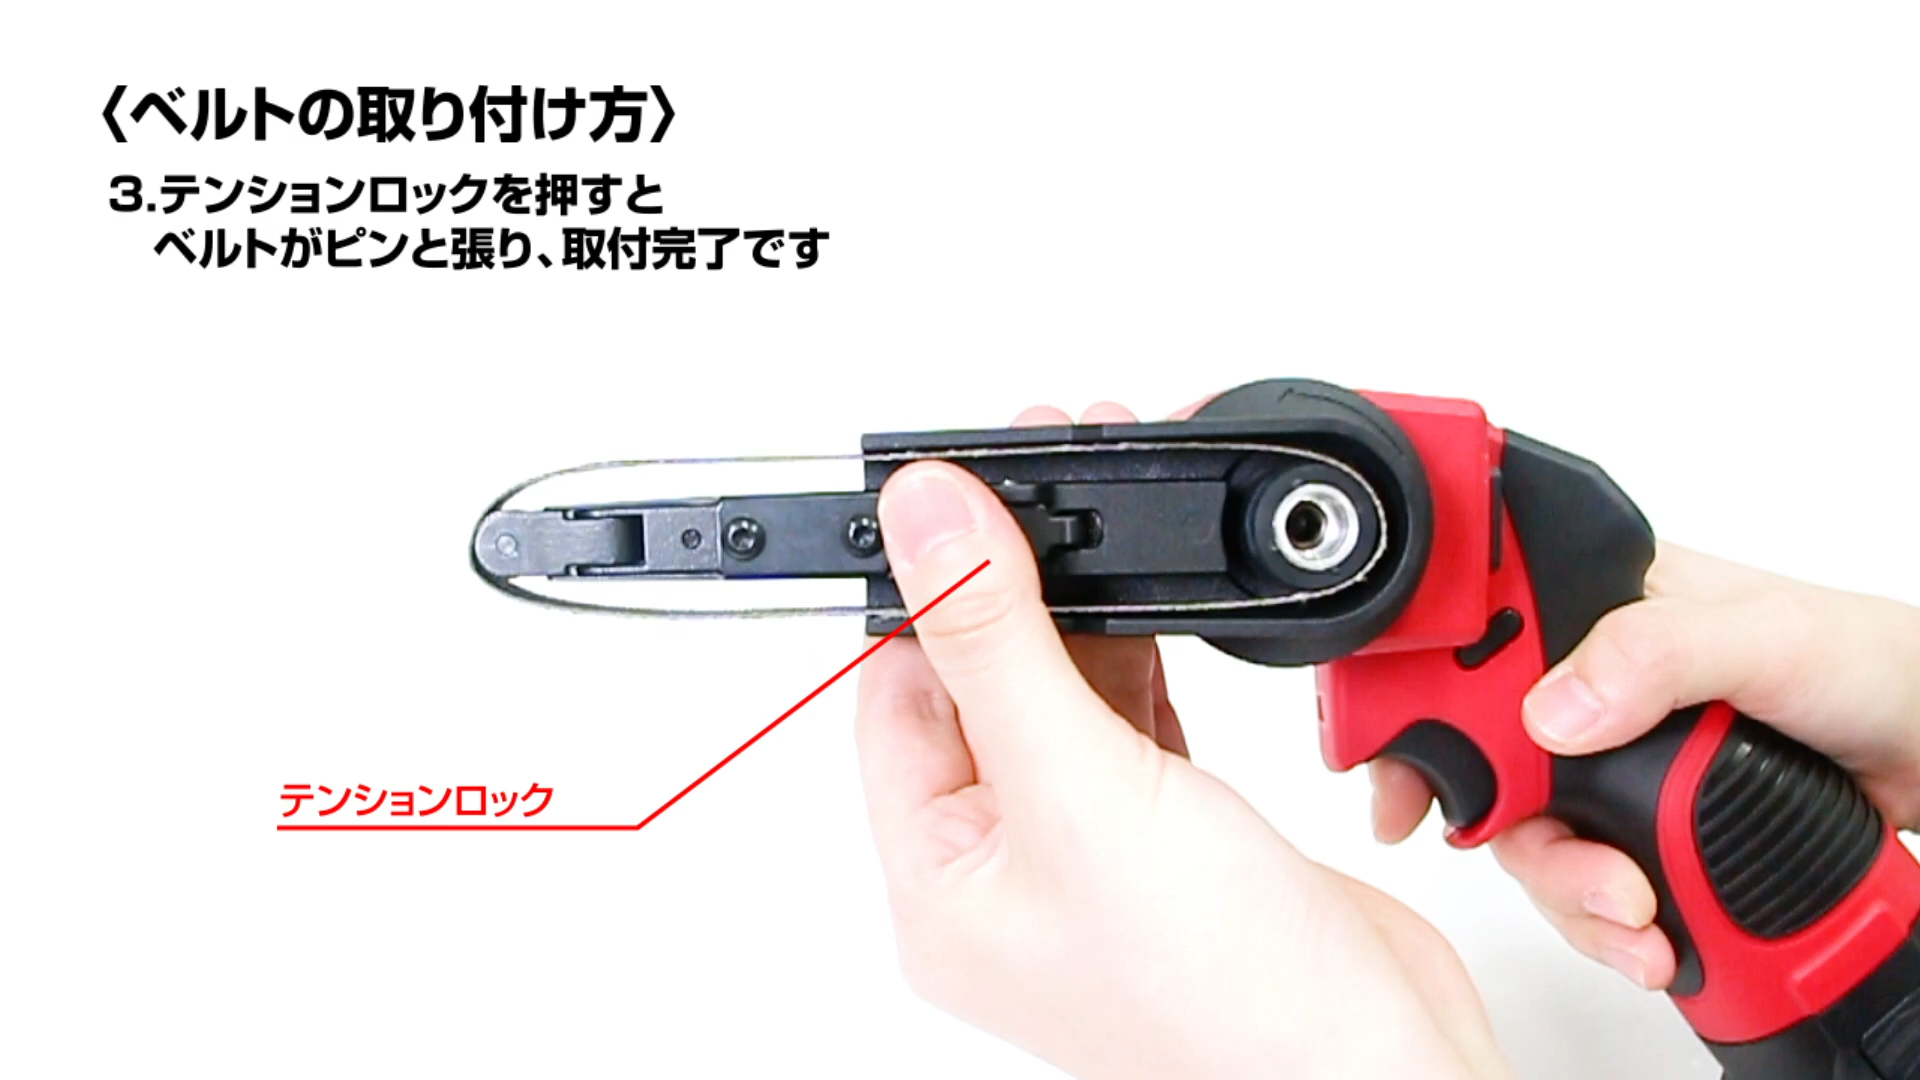 〈ベルトの取り付け方〉
3.テンションロックを押すと
ベルトがピンと張り、取付完了です
テンションロック